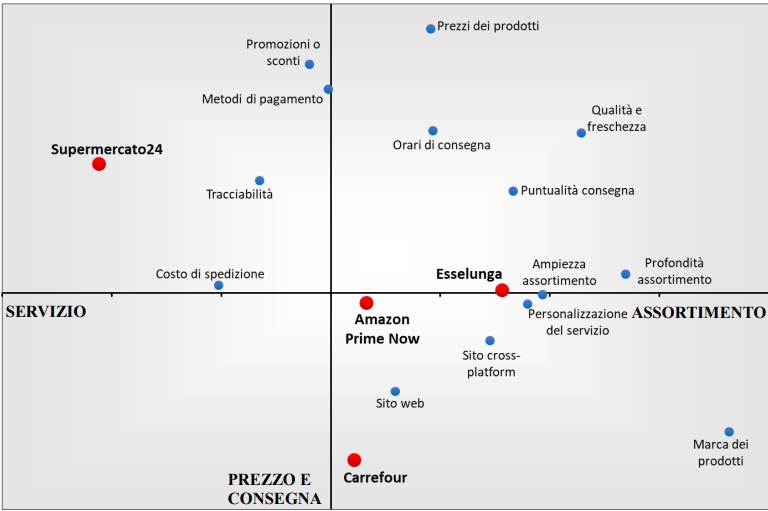 Prezzi dei prodotti
Promozioni o
sconti
Metodi di pagamento
Qualità e
freschezza
Orari di consegna
Supermercato24
Tracciabilità
Puntualità consegna
Costo di spedizione
Esselunga
Ampiezza
assortimento
Profondità
assortimento
SERVIZIO
ASSORTIMENTO
Amazon
Prime Now
Personalizzazione
del servizio
Sito cross-
platform
Sito web
Marca dei
prodotti
Carrefour
PREZZO E
CONSEGNA